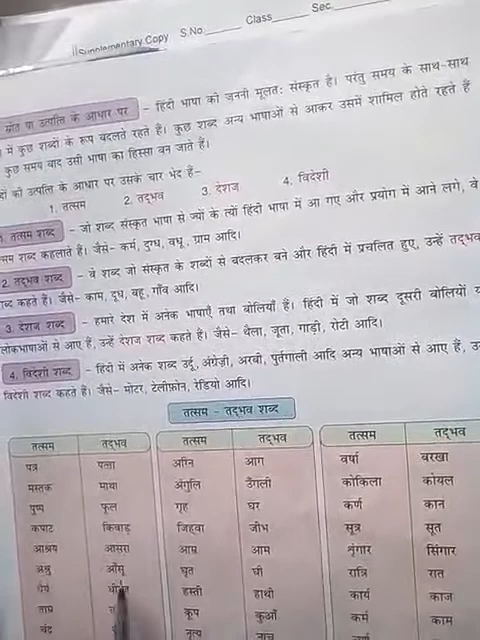 Supplementary Copy S.No. Class Sec.
स्रोत या उत्पत्ति के आधार पर – हिंदी भाषा की जननी मूलतः संस्कृत है। परंतु समय के साथ-साथ
में कुछ शब्दों के रूप बदलते रहते हैं। कुछ शब्द अन्य भाषाओं से आकर उसमें शामिल होते रहते हैं
कुछ समय बाद उसी भाषा का हिस्सा बन जाते हैं।
को उत्पत्ति के आधार पर उसके चार भेद हैं–
1. तत्सम 2. तद्भव 3. देशज 4. विदेशी
1. तत्सम शब्द – जो शब्द संस्कृत भाषा से ज्यों के त्यों हिंदी भाषा में आ गए और प्रयोग में आने लगे, वे
शब्द कहलाते हैं। जैसे– कर्म, दुग्ध, वधू, ग्राम आदि।
2. तद्भव शब्द – वे शब्द जो संस्कृत के शब्दों से बदलकर बने और हिंदी में प्रचलित हुए, उन्हें तद्भव
कहते हैं। जैसे– काम, दूध, बहू, गाँव आदि।
3. देशज शब्द – हमारे देश में अनेक भाषाएँ तथा बोलियाँ हैं। हिंदी में जो शब्द दूसरी बोलियों
लोकभाषाओं से आए हैं, उन्हें देशज शब्द कहते हैं। जैसे– थैला, जूता, गाड़ी, रोटी आदि।
4. विदेशी शब्द – हिंदी में अनेक शब्द उर्दू, अंग्रेज़ी, अरबी, पुर्तगाली आदि अन्य भाषाओं से आए हैं,
विदेशी शब्द कहते हैं। जैसे– मोटर, टेलीफ़ोन, रेडियो आदि।
तत्सम - तद्भव शब्द
तत्सम तद्भव तत्सम तद्भव तत्सम तद्भव
पत्र पत्ता अग्नि आग वर्षा बरखा
मस्तक माथा अंगुलि उँगली कोकिला कोयल
पुष्प फूल गृह घर कर्ण कान
कपाट किवाड़ जिह्वा जीभ सूत्र सूत
आश्रय आसरा आम्र आम शृंगार सिंगार
अश्रु आँसू घृत घी रात्रि रात
धैर्य हस्ती हाथी कार्य काज
ताम्र कूप कुआँ कर्म काम
चंद्र नृत्य नाच